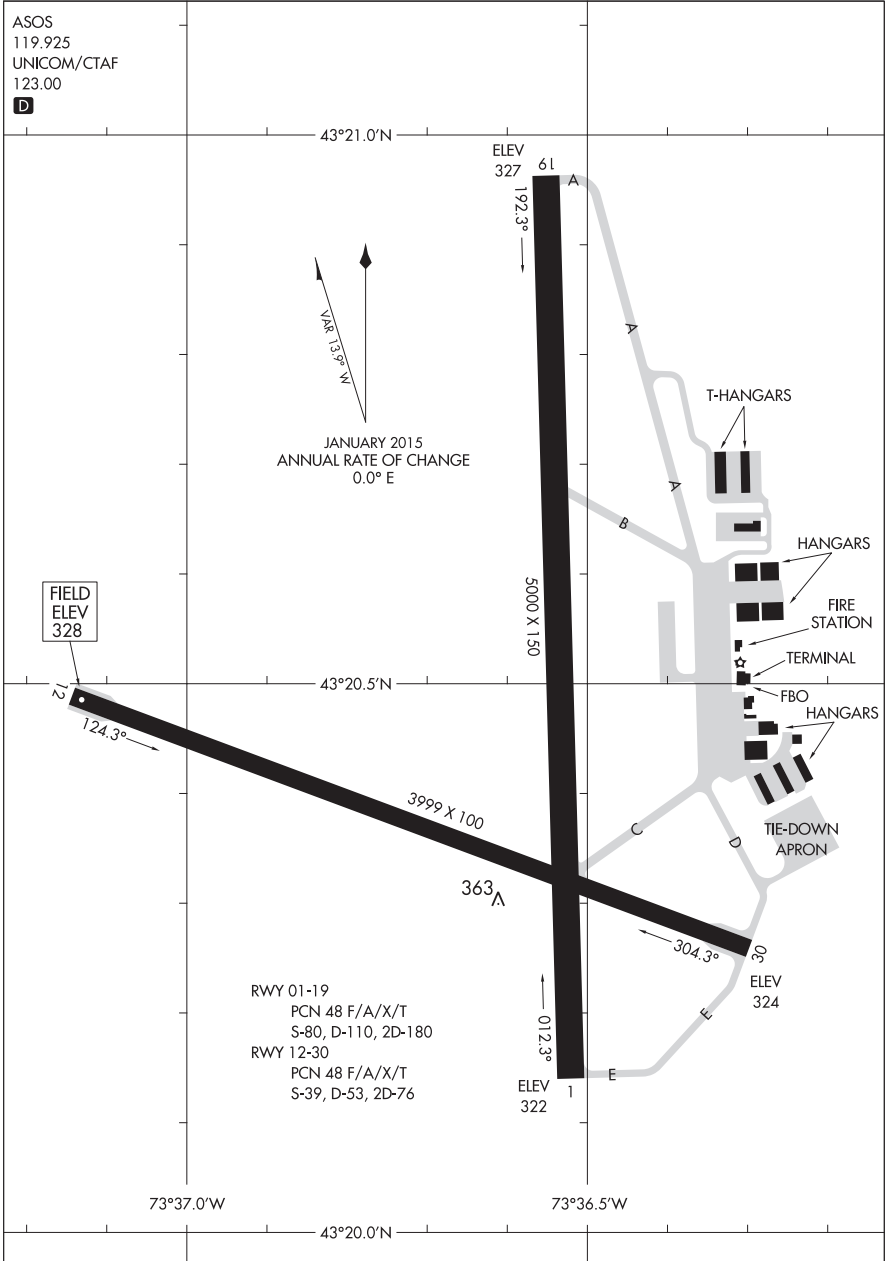 ASOS
119.925
UNICOM/CTAF
123.00
D
43°21.0'N
ELEV
327
19
A
192.3°
VAR 13.9° W
A
JANUARY 2015
ANNUAL RATE OF CHANGE
0.0° E
T-HANGARS
A
B
HANGARS
5000 X 150
FIELD
ELEV
328
FIRE
STATION
TERMINAL
12
43°20.5'N
FBO
HANGARS
124.3°
3999 X 100
C
D
TIE-DOWN
APRON
363
304.3°
30
ELEV
324
RWY 01-19
PCN 48 F/A/X/T
S-80, D-110, 2D-180
RWY 12-30
PCN 48 F/A/X/T
S-39, D-53, 2D-76
012.3°
E
E
ELEV
322
1
73°37.0'W
73°36.5'W
43°20.0'N